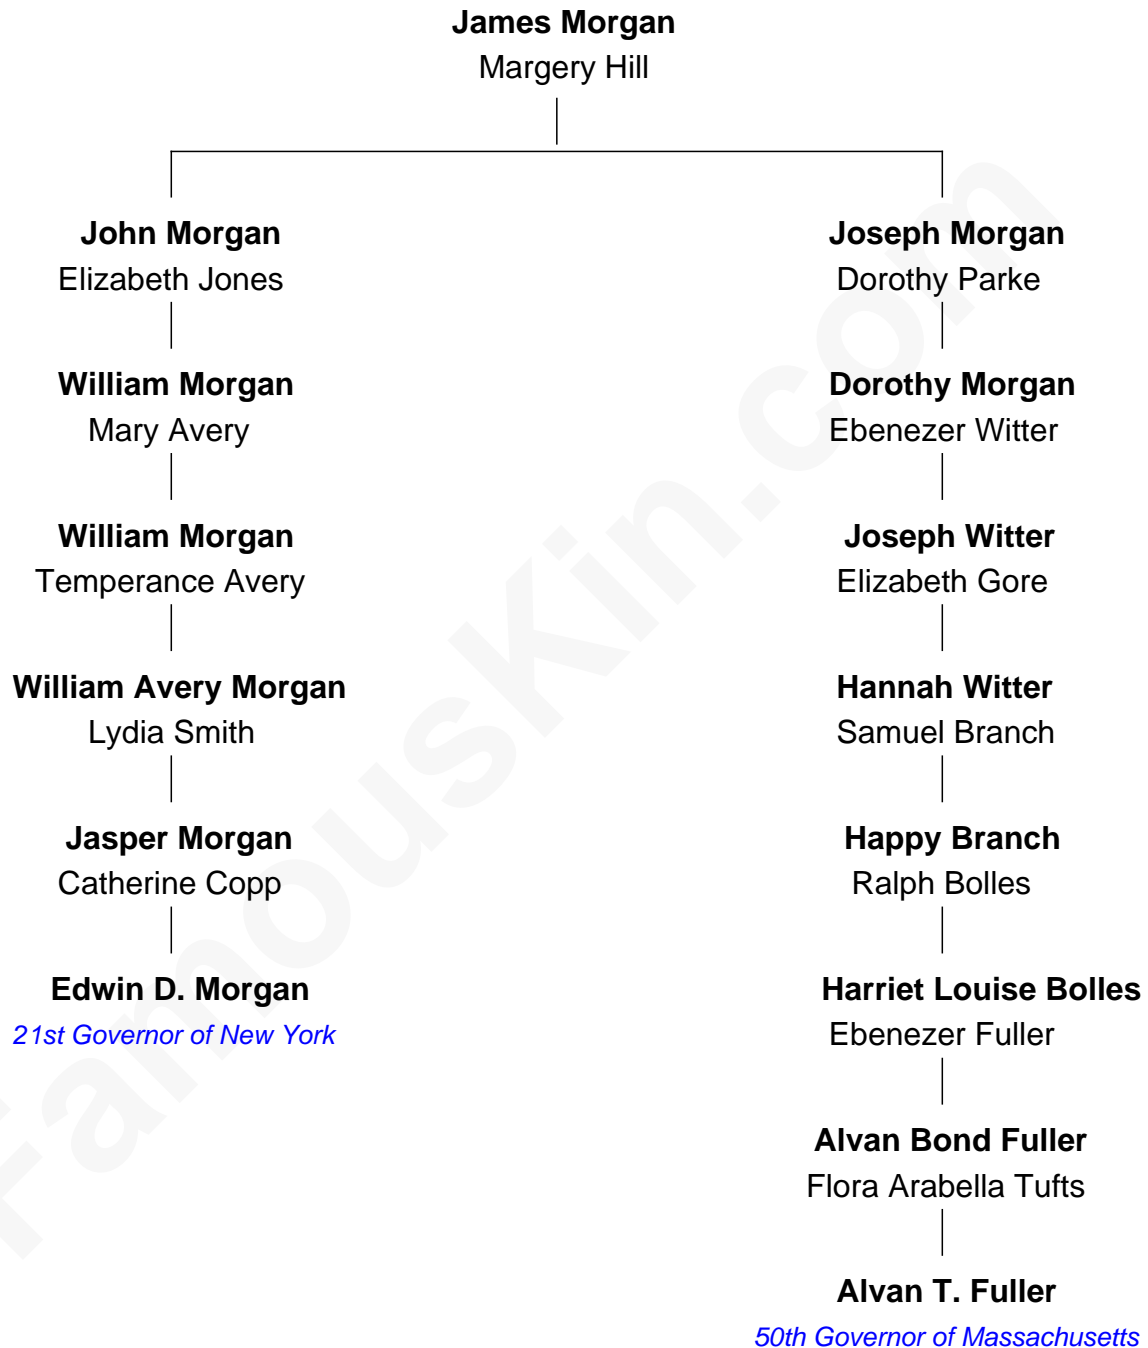 James Morgan
Margery Hill
John Morgan
Elizabeth Jones
William Morgan
Mary Avery
William Morgan
Temperance Avery
William Avery Morgan
Lydia Smith
Jasper Morgan
Catherine Copp
Edwin D. Morgan
21st Governor of New York
Joseph Morgan
Dorothy Parke
Dorothy Morgan
Ebenezer Witter
Joseph Witter
Elizabeth Gore
Hannah Witter
Samuel Branch
Happy Branch
Ralph Bolles
Harriet Louise Bolles
Ebenezer Fuller
Alvan Bond Fuller
Flora Arabella Tufts
Alvan T. Fuller
50th Governor of Massachusetts
FamousKin.com